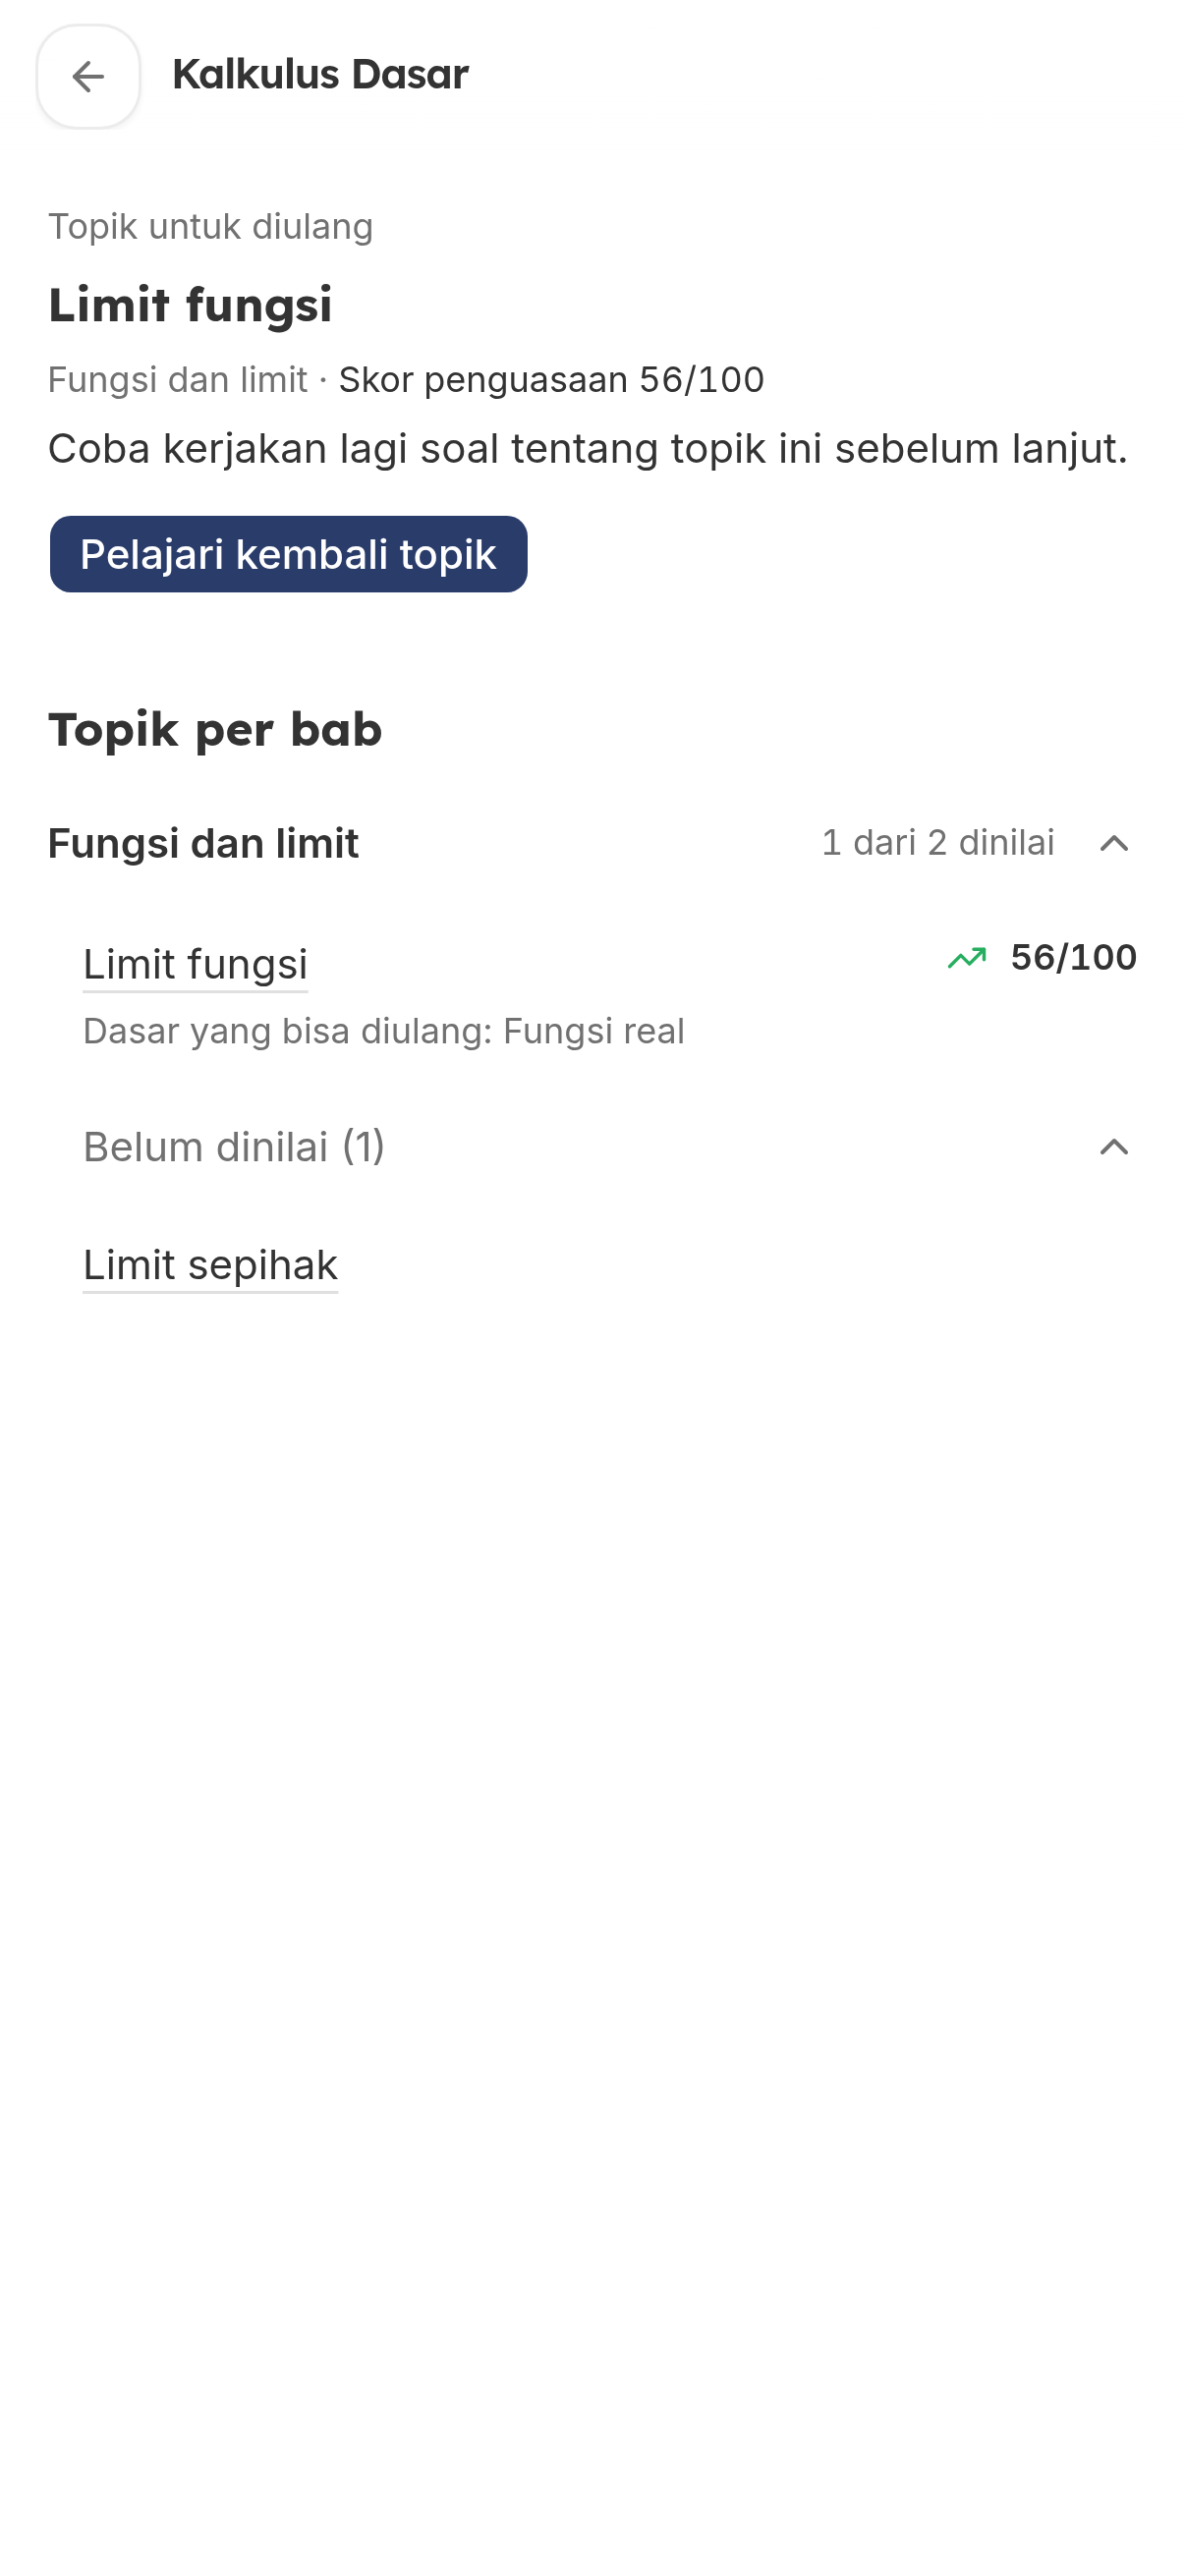 Kalkulus Dasar
Topik untuk diulang
Limit fungsi
Fungsi dan limit · Skor penguasaan 56/100
Coba kerjakan lagi soal tentang topik ini sebelum lanjut.
Pelajari kembali topik
Topik per bab
Fungsi dan limit 1 dari 2 dinilai
Limit fungsi 56/100
Dasar yang bisa diulang: Fungsi real
Belum dinilai (1)
Limit sepihak